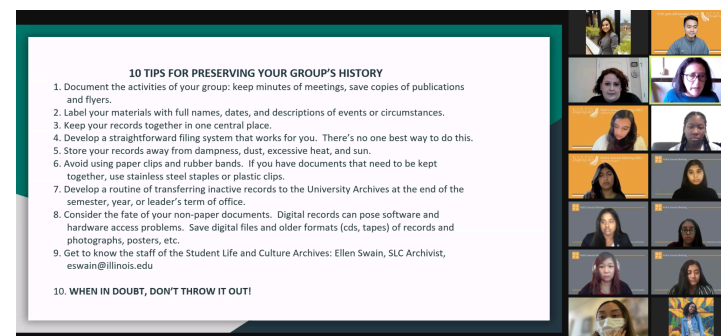 10 TIPS FOR PRESERVING YOUR GROUP'S HISTORY
1. Document the activities of your group: keep minutes of meetings, save copies of publications
and flyers.
2. Label your materials with full names, dates, and descriptions of events or circumstances.
3. Keep your records together in one central place.
4. Develop a straightforward filing system that works for you. There's no one best way to do this.
5. Store your records away from dampness, dust, excessive heat, and sun.
6. Avoid using paper clips and rubber bands. If you have documents that need to be kept
together, use stainless steel staples or plastic clips.
7. Develop a routine of transferring inactive records to the University Archives at the end of the
semester, year, or leader's term of office.
8. Consider the fate of your non-paper documents. Digital records can pose software and
hardware access problems. Save digital files and older formats (cds, tapes) of records and
photographs, posters, etc.
9. Get to know the staff of the Student Life and Culture Archives: Ellen Swain, SLC Archivist,
eswain@illinois.edu
10. WHEN IN DOUBT, DON'T THROW IT OUT!